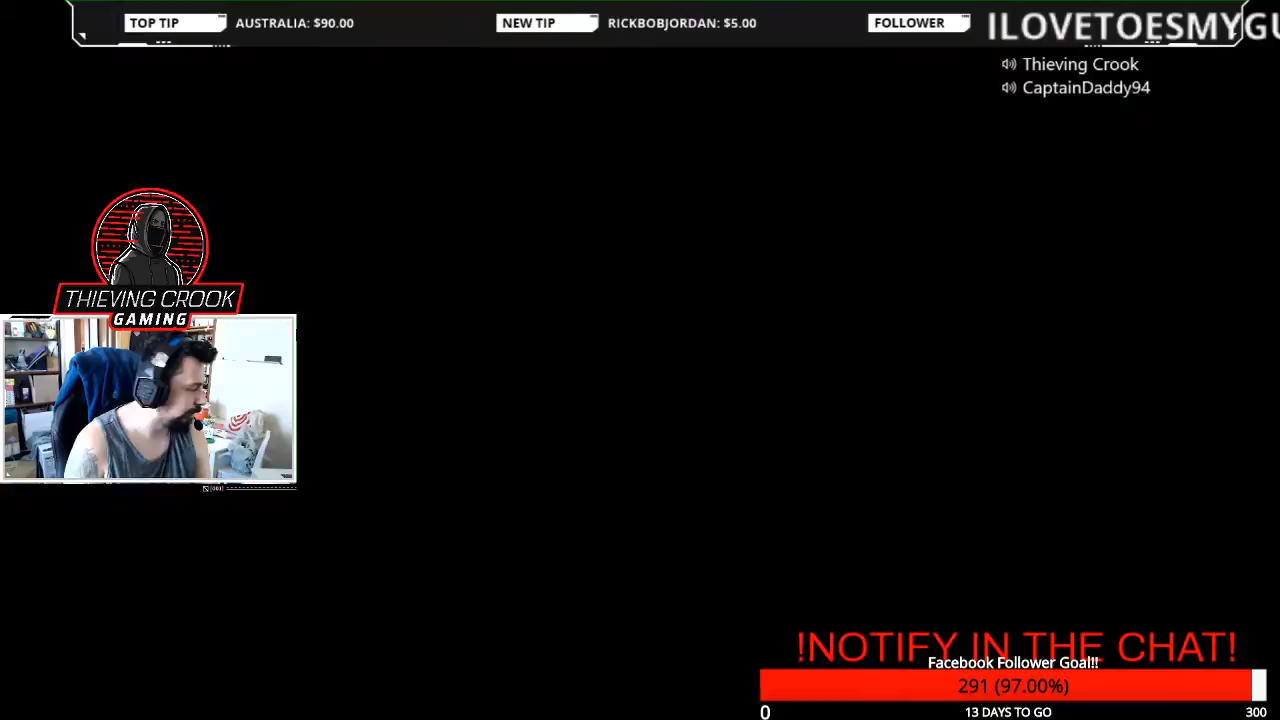 TOP TIP
AUSTRALIA: $90.00
NEW TIP
RICKBOBJORDAN: $5.00
FOLLOWER
ILOVETOESMYGU
Thieving Crook
CaptainDaddy94
THIEVING CROOK
GAMING
!NOTIFY IN THE CHAT!
Facebook Follower Goal!!
291 (97.00%)
0
13 DAYS TO GO
300